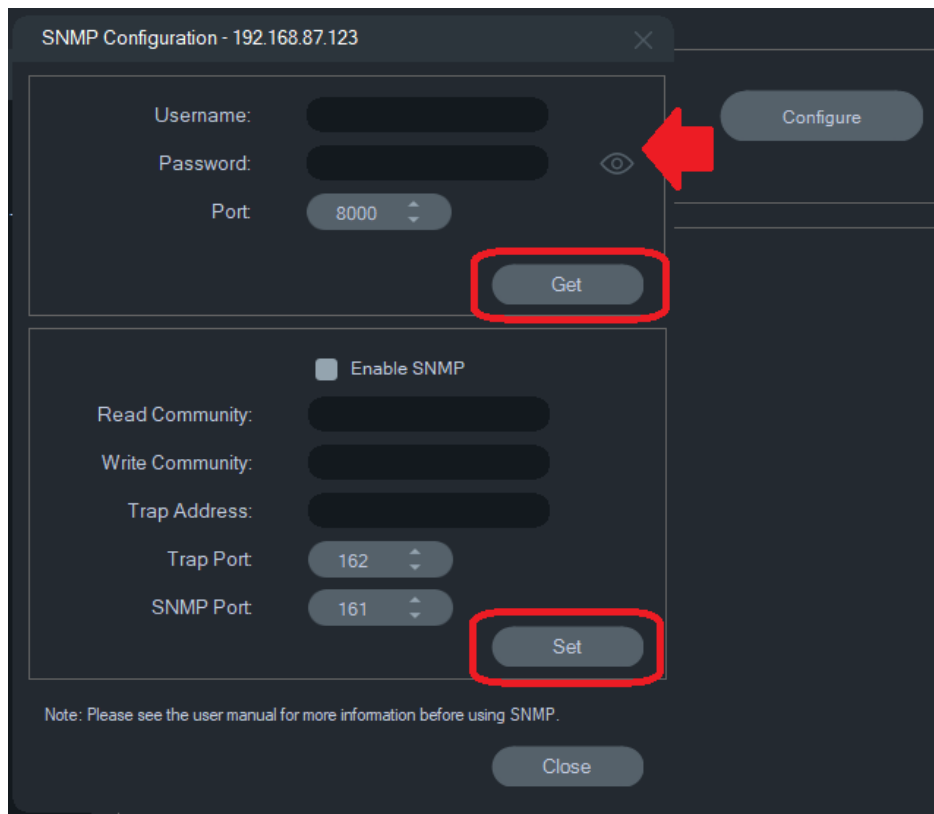 SNMP Configuration - 192.168.87.123
Username:
Configure
Password:
Port:
8000
Get
Enable SNMP
Read Community:
Write Community:
Trap Address:
Trap Port:
162
SNMP Port:
161
Set
Note: Please see the user manual for more information before using SNMP.
Close